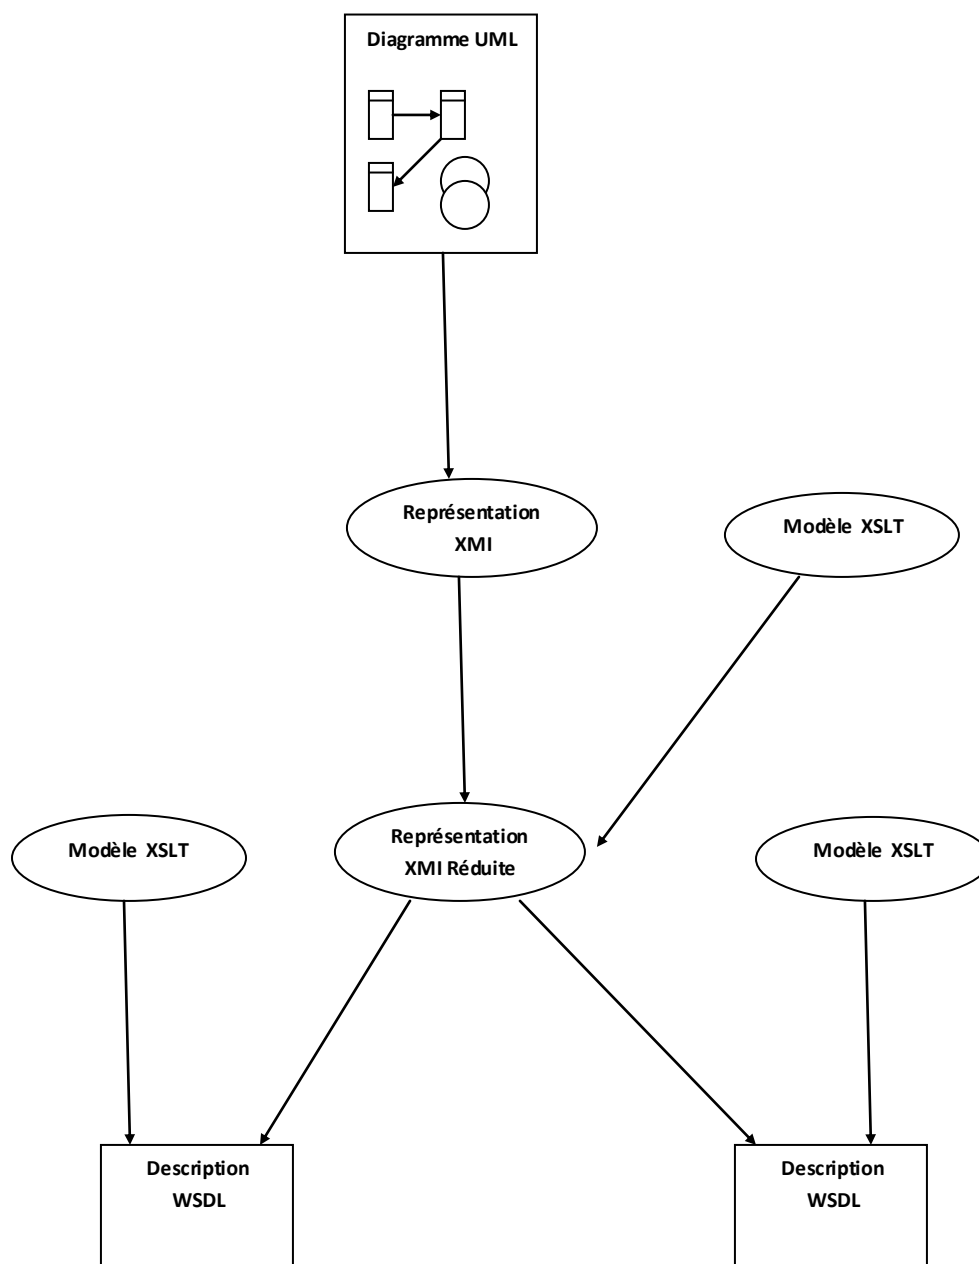 Diagramme UML
Représentation
XMI
Modèle XSLT
Modèle XSLT
Représentation
XMI Réduite
Modèle XSLT
Description
WSDL
Description
WSDL